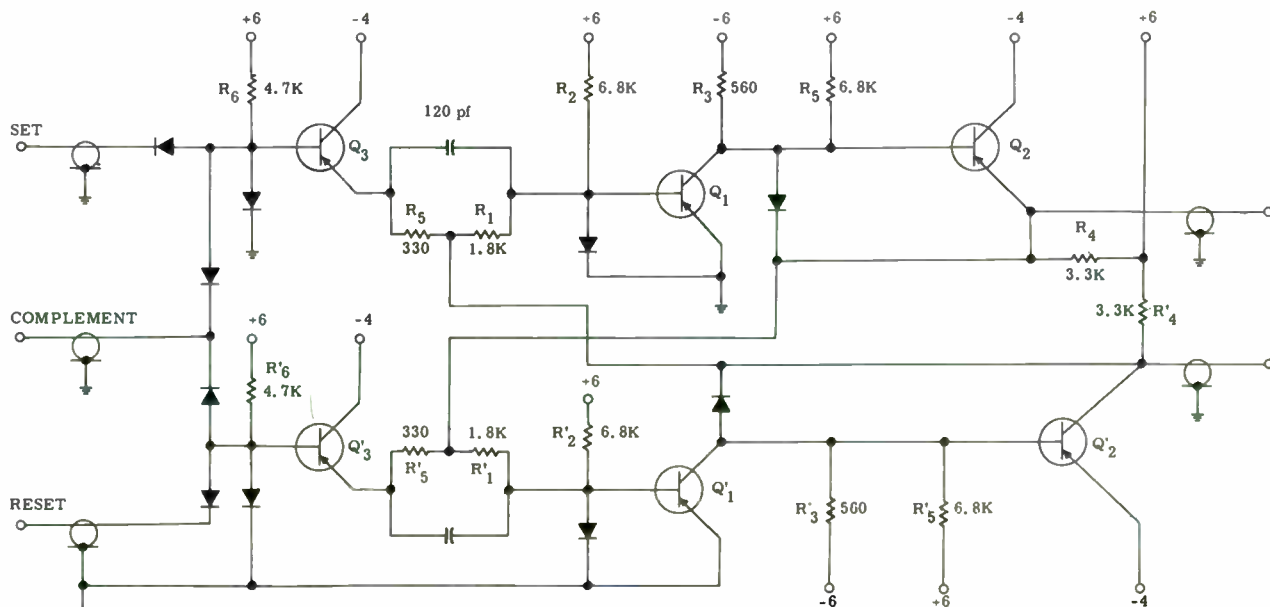 +6 -4 +6 -6 +6 -4 +6
R6 4.7K
R2 6.8K
R3 560
R5 6.8K
120 pf
SET
Q3
Q1
Q2
R5 330
R1 1.8K
R4 3.3K
3.3K R'4
COMPLEMENT
+6 -4
R'6 4.7K
+6
330 R'5
1.8K R'1
R'2 6.8K
Q'3
Q'1
Q'2
RESET
R'3 560
R'5 6.8K
-6 +6 -4